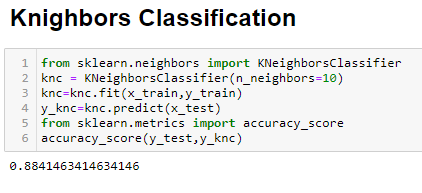 Knighbors Classification
1 from sklearn.neighbors import KNeighborsClassifier
2 knc = KNeighborsClassifier(n_neighbors=10)
3 knc=knc.fit(x_train,y_train)
4 y_knc=knc.predict(x_test)
5 from sklearn.metrics import accuracy_score
6 accuracy_score(y_test,y_knc)
0.8841463414634146